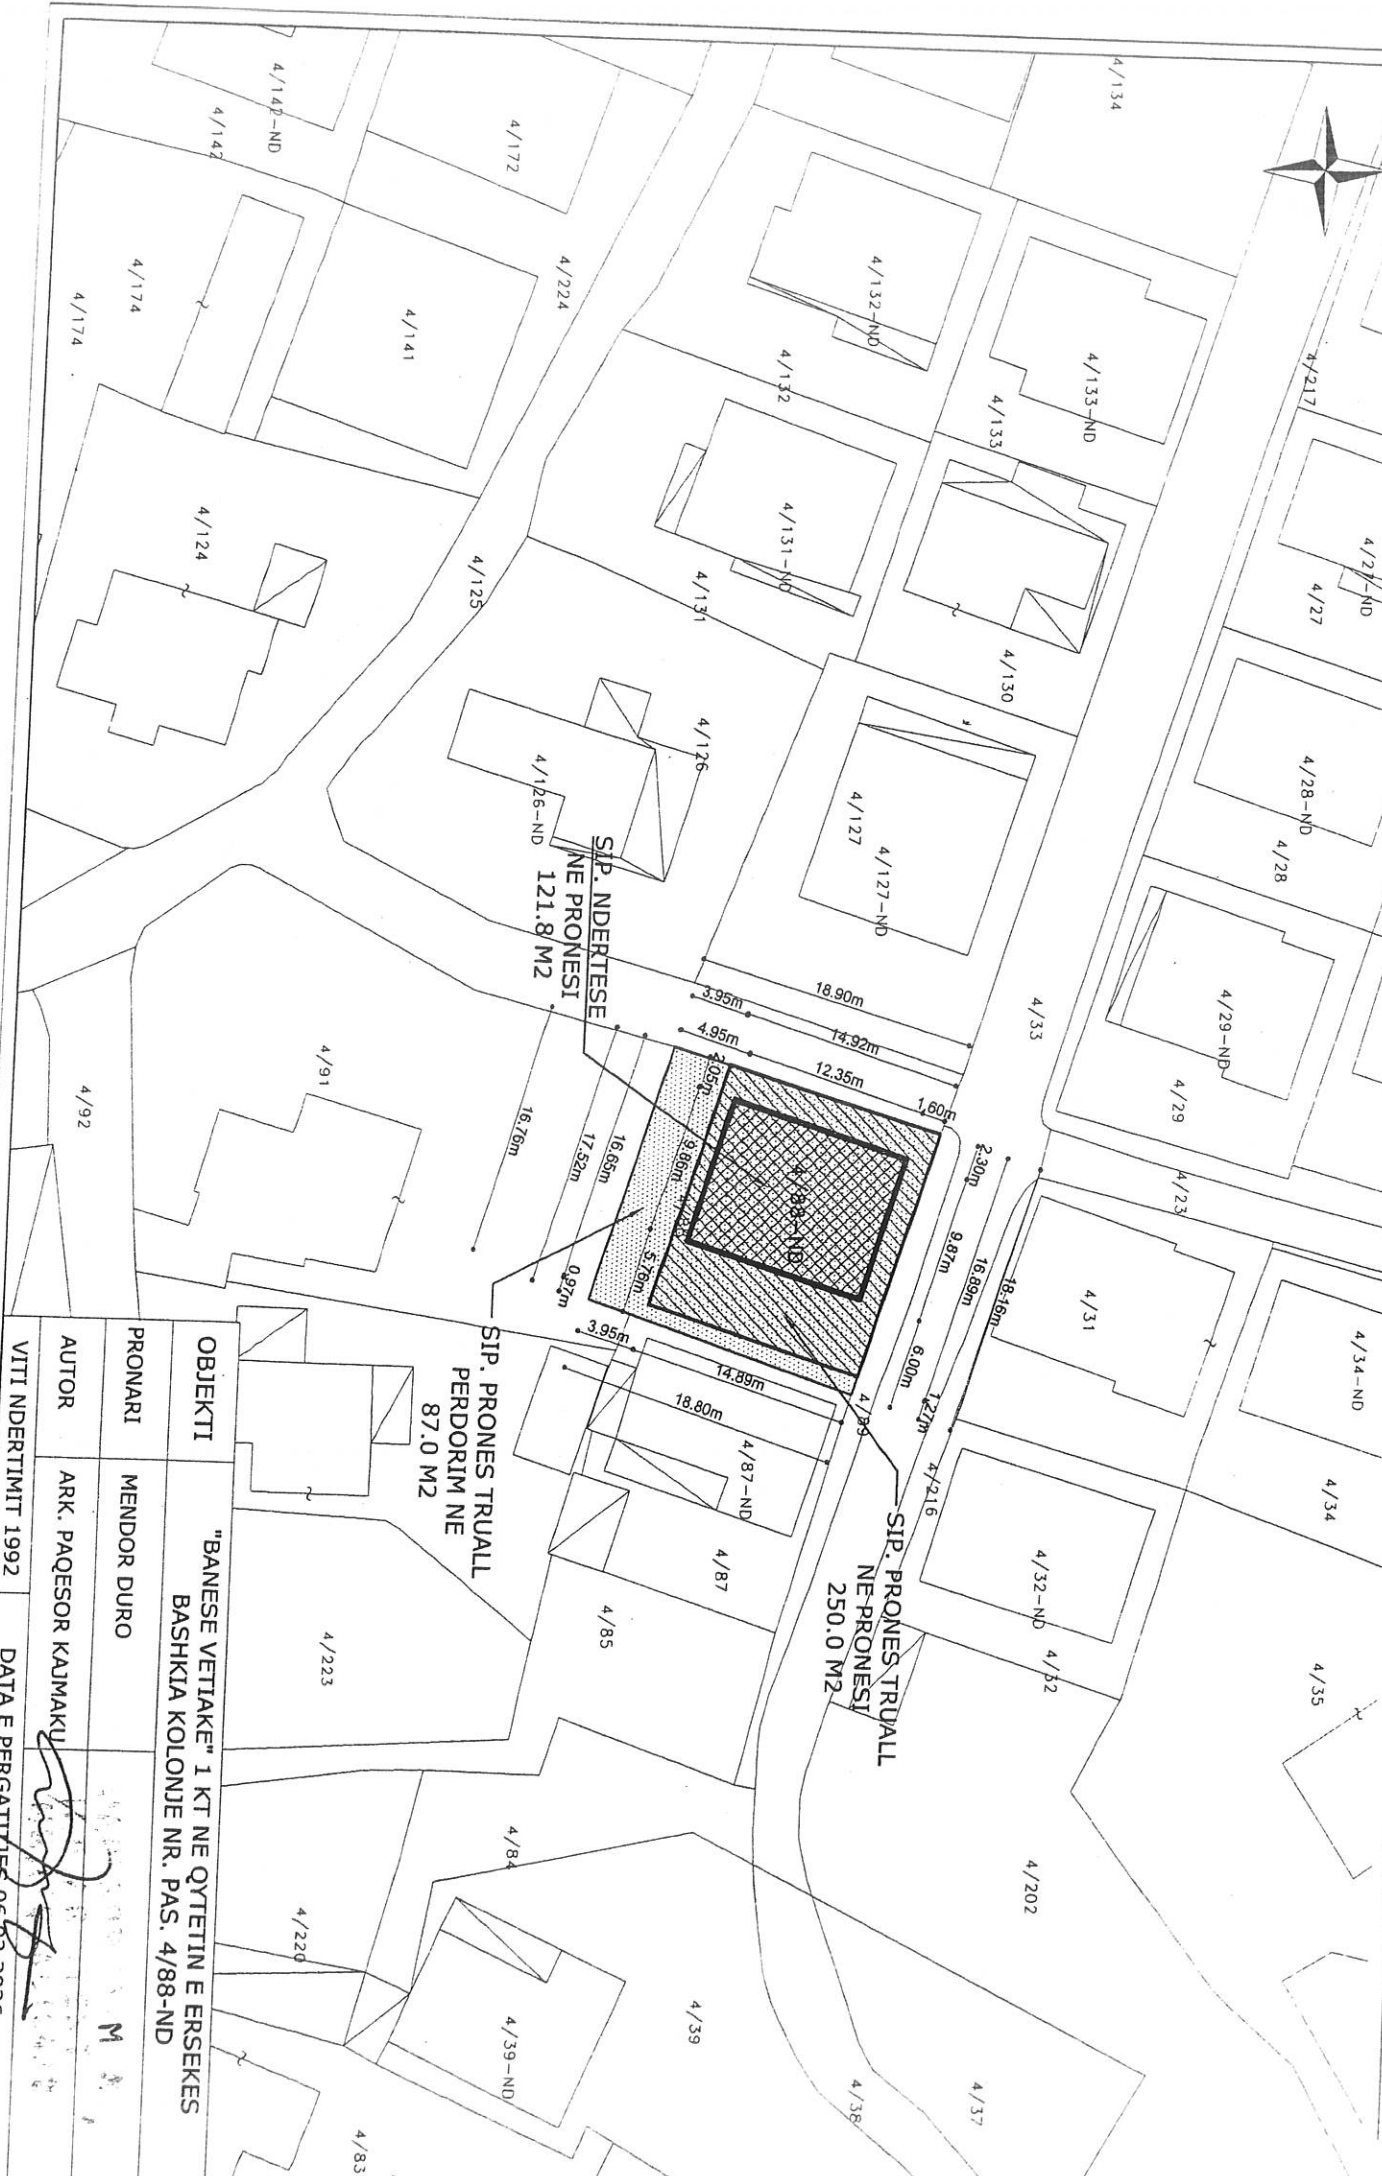 4/134
4/142-ND
4/142
4/172
4/132-ND
4/133-ND
4/217
4/224
4/174
4/174
4/141
4/132
4/133
4/27-ND
4/27
4/124
4/125
4/131-ND
4/131
4/130
4/126
4/126-ND
4/127
4/127-ND
4/28-ND
4/28
4/29-ND
4/29
4/33
4/23
4/91
4/92
4/31
4/34-ND
4/34
SIP. NDERTESE
NE PRONESI
121.8 M2
18.90m
3.95m
14.92m
4.95m
12.35m
1.60m
2.05m
9.86m
5.76m
16.76m
17.52m
16.65m
0.97m
2.30m
9.87m
6.00m
16.89m
1.27m
18.16m
3.95m
14.89m
18.80m
4/88-ND
4/89
4/216
SIP. PRONES TRUALL
PERDORIM NE
87.0 M2
SIP. PRONES TRUALL
NE PRONESI
250.0 M2
4/87-ND
4/87
4/85
4/32-ND
4/32
4/35
4/223
4/84
4/202
4/220
4/39-ND
4/39
4/38
4/37
4/83
OBJEKTI
"BANESE VETJAKE" 1 KT NE QYTETIN E ERSEKES
BASHKIA KOLONJE NR. PAS. 4/88-ND
PRONARI
MENDOR DURO
M
AUTOR
ARK. PAQESOR KAJMAKU
VITI NDERTIMIT 1992
DATA E PERGATITJES